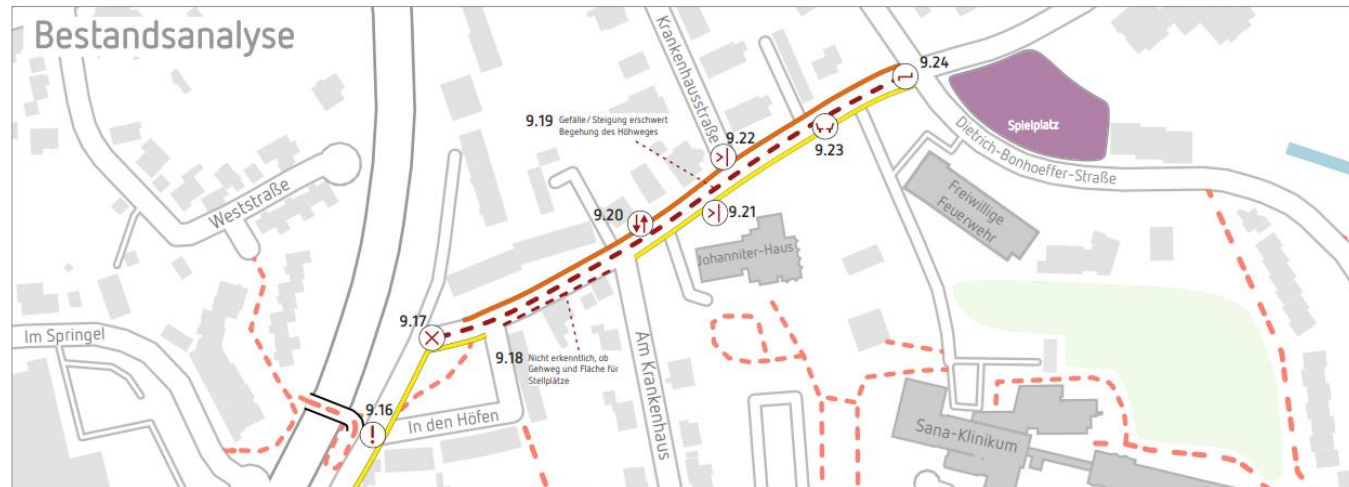 Bestandsanalyse
Krankenhausstraße
9.24
9.19 Gefälle/ Steigung erschwert
Begehung des Höhweges
9.22
Spielplatz
9.23
Dietrich-Bonhoeffer-Straße
Weststraße
9.20
9.21
Freiwillige
Feuerwehr
Johanniter-Haus
9.17
Im Springel
9.18 Nicht erkenntlich, ob
Gehweg und Fläche für
Stellplätze
Am Krankenhaus
9.16
!
In den Höfen
Sana-Klinikum